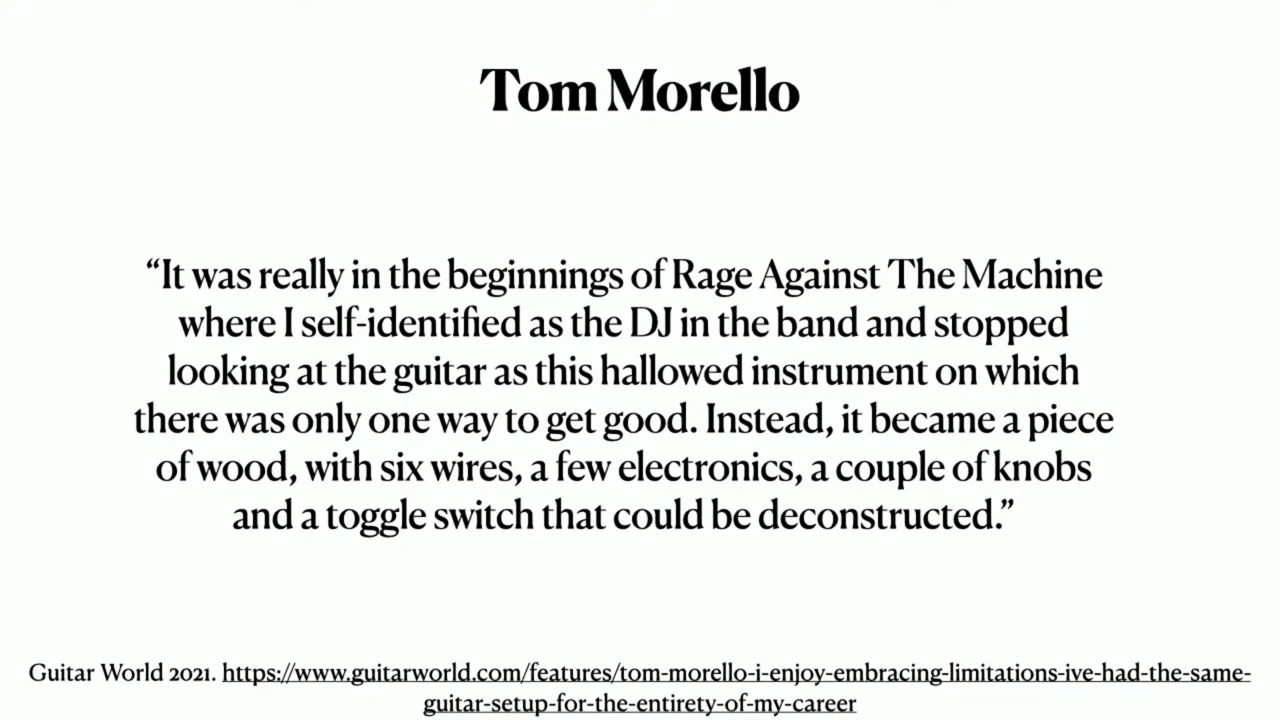 Tom Morello
“It was really in the beginnings of Rage Against The Machine
where I self-identified as the DJ in the band and stopped
looking at the guitar as this hallowed instrument on which
there was only one way to get good. Instead, it became a piece
of wood, with six wires, a few electronics, a couple of knobs
and a toggle switch that could be deconstructed.”
Guitar World 2021. https://www.guitarworld.com/features/tom-morello-i-enjoy-embracing-limitations-ive-had-the-same-
guitar-setup-for-the-entirety-of-my-career